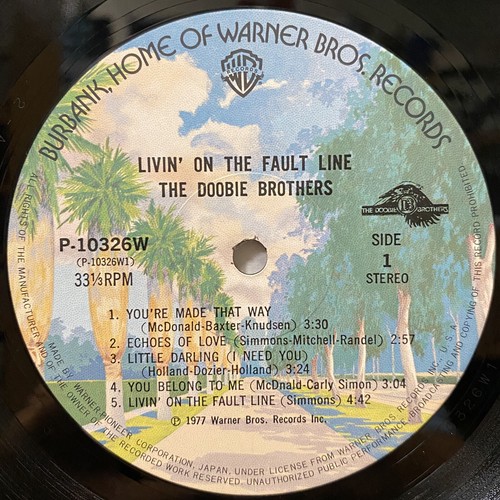 BURBANK, HOME OF WARNER BROS. RECORDS
WB
RECORDS
LIVIN' ON THE FAULT LINE
THE DOOBIE BROTHERS
THE DOOBIE BROTHERS
P-10326W
(P-10326W1)
33⅓RPM
SIDE
1
STEREO
1. YOU'RE MADE THAT WAY
(McDonald-Baxter-Knudsen) 3:30
2. ECHOES OF LOVE (Simmons-Mitchell-Randel) 2:57
3. LITTLE DARLING (I NEED YOU)
(Holland-Dozier-Holland) 3:24
4. YOU BELONG TO ME (McDnald-Carly Simon) 3:04
5. LIVIN' ON THE FAULT LINE (Simmons) 4:42
Ⓟ 1977 Warner Bros. Records Inc.
MADE BY WARNER-PIONEER CORPORATION, JAPAN, UNDER LICENSE FROM WARNER BROS. RECORDS INC., U.S.A.
ALL RIGHTS OF THE MANUFACTURER AND OF THE OWNER OF THE RECORDED WORK RESERVED. UNAUTHORIZED PUBLIC PERFORMANCE, BROADCASTING AND COPYING OF THIS RECORD PROHIBITED.